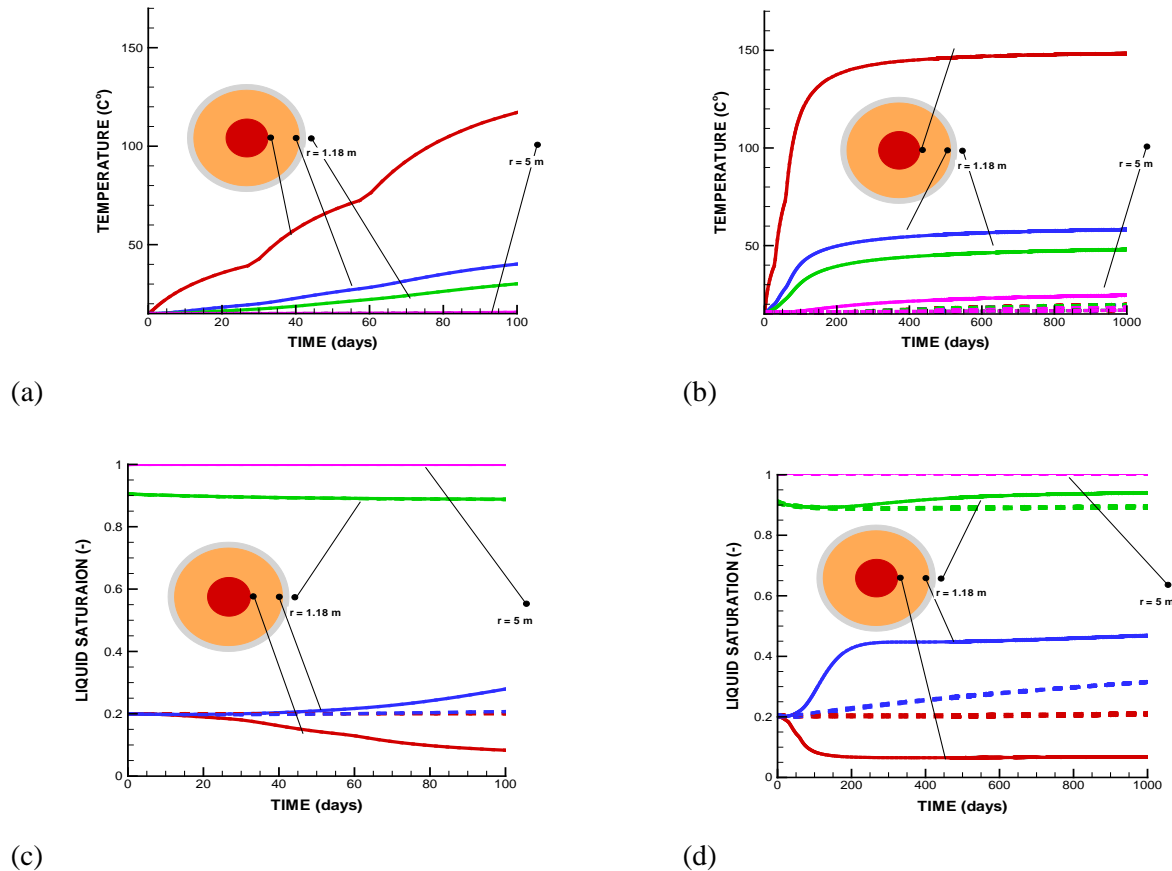 150
100
50
TEMPERATURE (C°)
r = 1.18 m
r = 5 m
0 20 40 60 80 100
TIME (days)
(a)
150
100
50
TEMPERATURE (C°)
r = 1.18 m
r = 5 m
0 200 400 600 800 1000
TIME (days)
(b)
1
0.8
0.6
0.4
0.2
0
LIQUID SATURAION (-)
r = 1.18 m
r = 5 m
0 20 40 60 80 100
TIME (days)
(c)
1
0.8
0.6
0.4
0.2
0
LIQUID SATURATION (-)
r = 1.18 m
r = 5 m
0 200 400 600 800 1000
TIME (days)
(d)